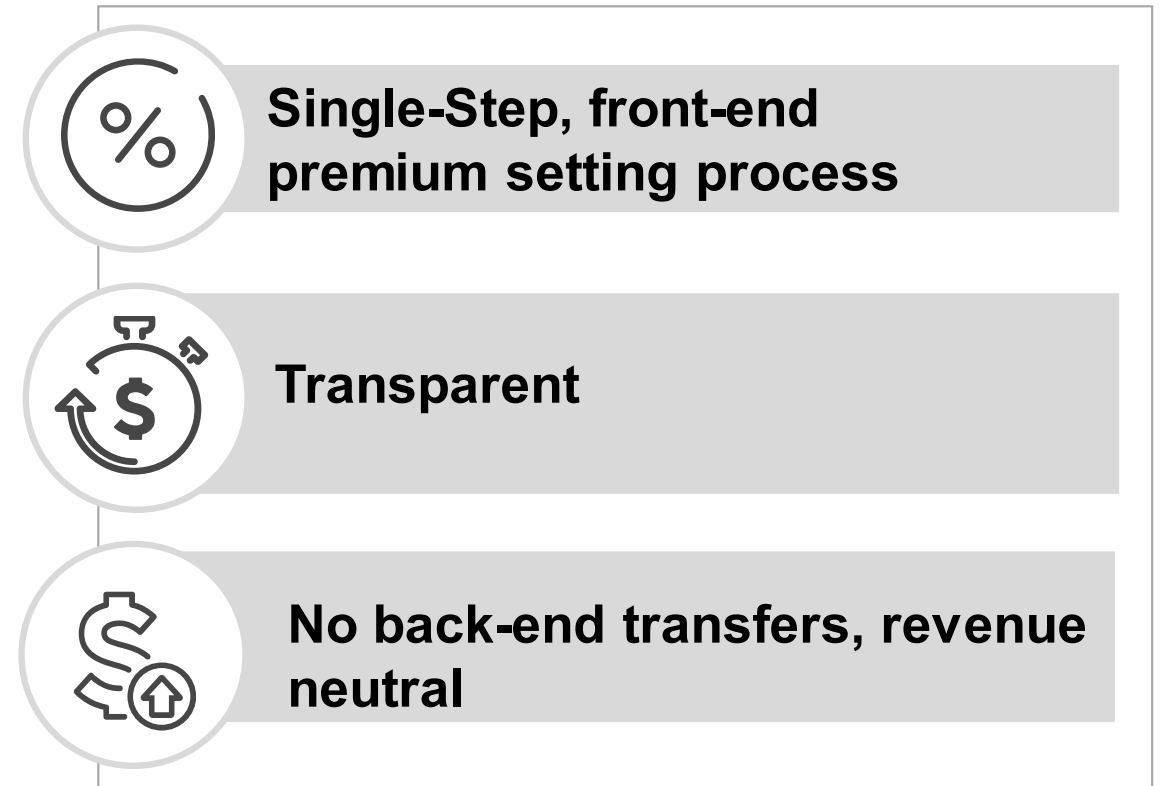 %
Single-Step, front-end
premium setting process
$
Transparent
No back-end transfers, revenue
neutral